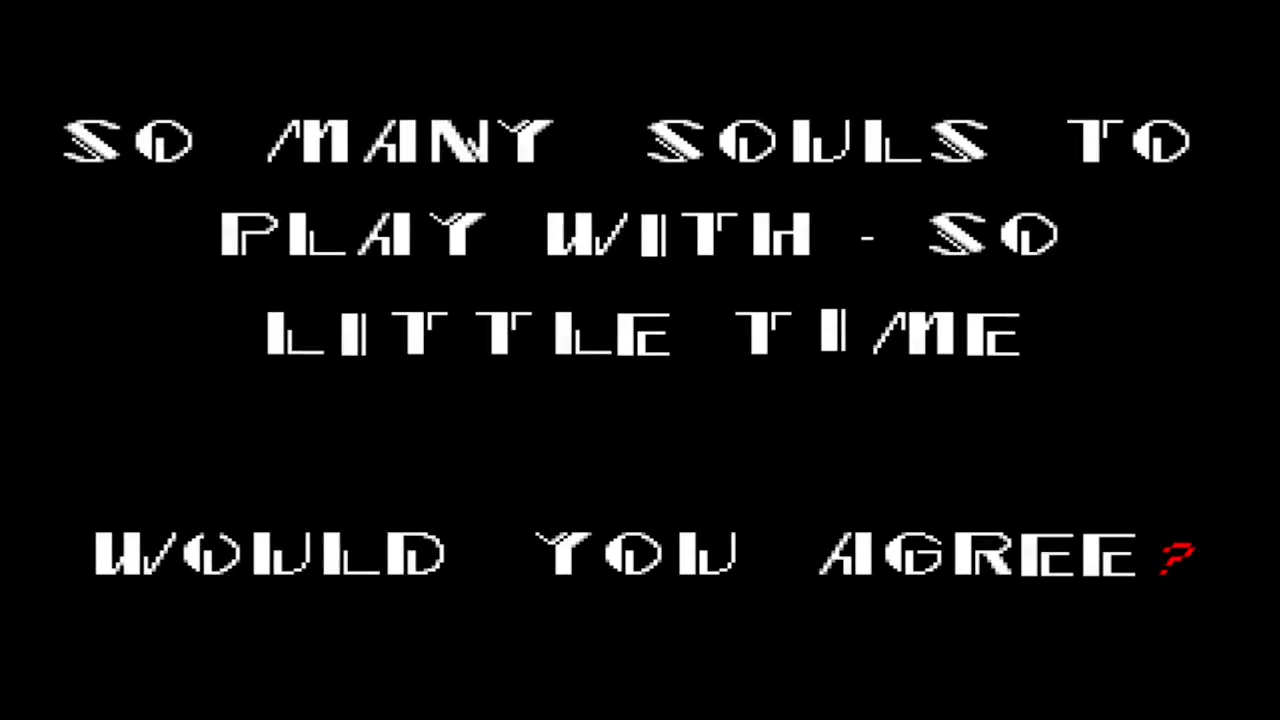 SO MANY SOULS TO
PLAY WITH - SO
LITTLE TIME
WOULD YOU AGREE?